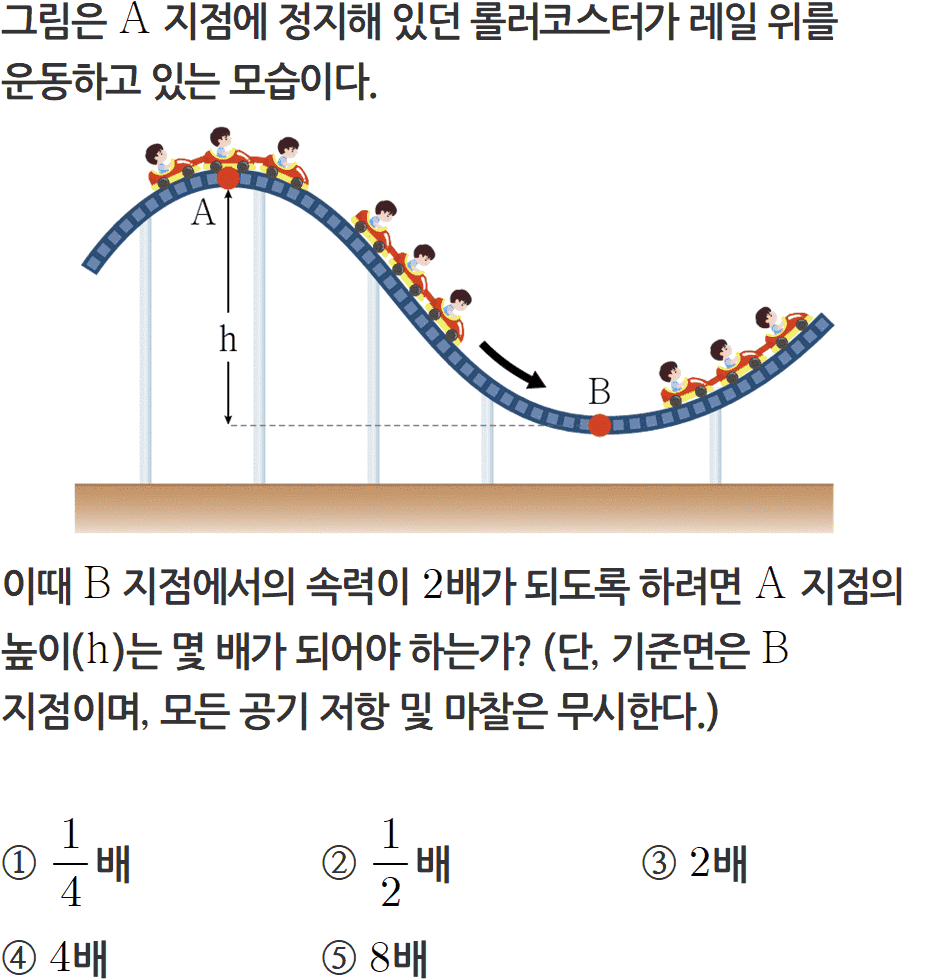 그림은 A 지점에 정지해 있던 롤러코스터가 레일 위를
운동하고 있는 모습이다.
A
h
B
이때 B 지점에서의 속력이 2배가 되도록 하려면 A 지점의
높이(h)는 몇 배가 되어야 하는가? (단, 기준면은 B
지점이며, 모든 공기 저항 및 마찰은 무시한다.)
① 1/4 배 ② 1/2 배 ③ 2배
④ 4배 ⑤ 8배